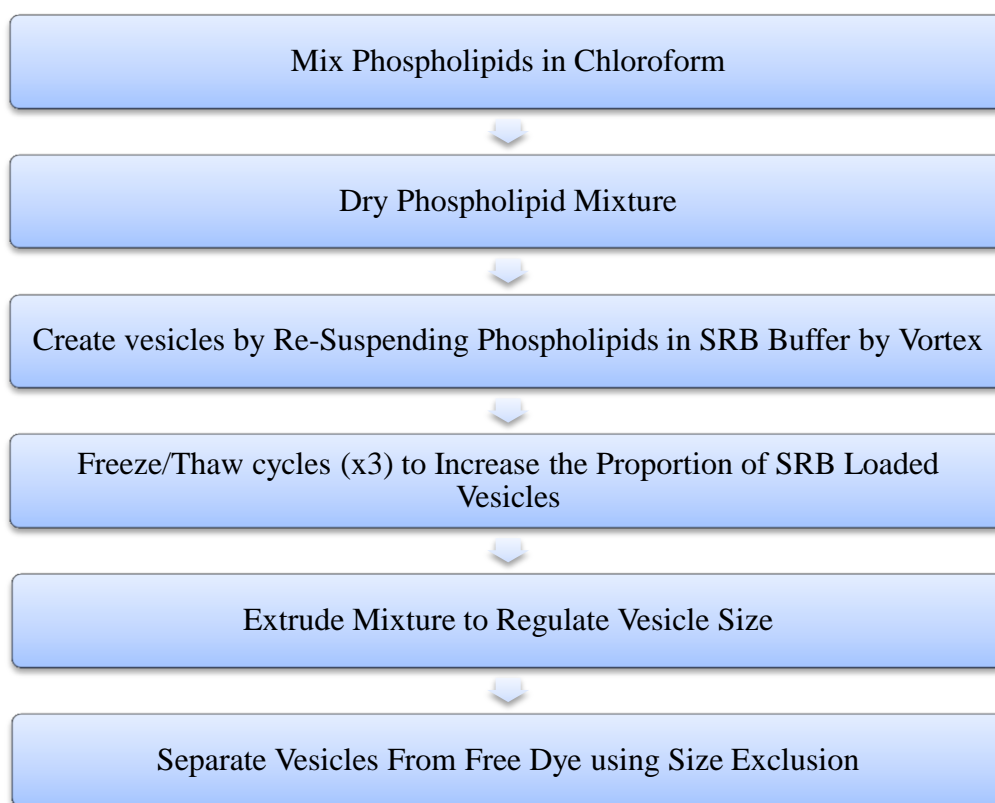 Mix Phospholipids in Chloroform
Dry Phospholipid Mixture
Create vesicles by Re-Suspending Phospholipids in SRB Buffer by Vortex
Freeze/Thaw cycles (x3) to Increase the Proportion of SRB Loaded
Vesicles
Extrude Mixture to Regulate Vesicle Size
Separate Vesicles From Free Dye using Size Exclusion